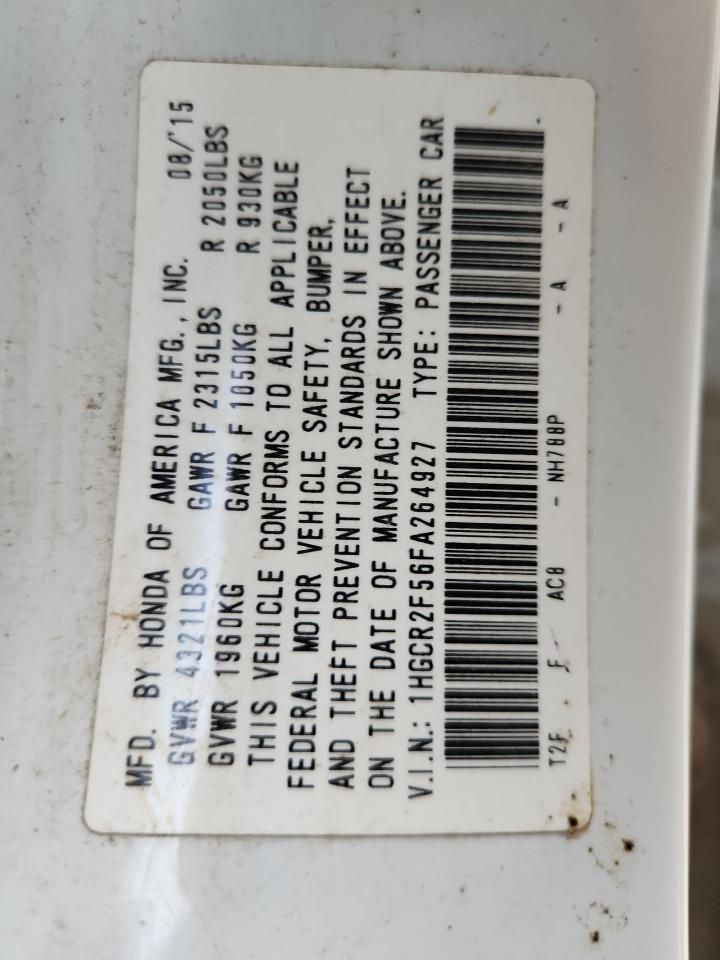 MFD. BY HONDA OF AMERICA MFG., INC. 08/'15
GVWR 4321LBS GAWR F 2315LBS R 2050LBS
GVWR 1960KG GAWR F 1050KG R 930KG
THIS VEHICLE CONFORMS TO ALL APPLICABLE
FEDERAL MOTOR VEHICLE SAFETY, BUMPER,
AND THEFT PREVENTION STANDARDS IN EFFECT
ON THE DATE OF MANUFACTURE SHOWN ABOVE.
V.I.N.: 1HGCR2F56FA264927 TYPE: PASSENGER CAR
T2F F AC8 - NH788P - A - A